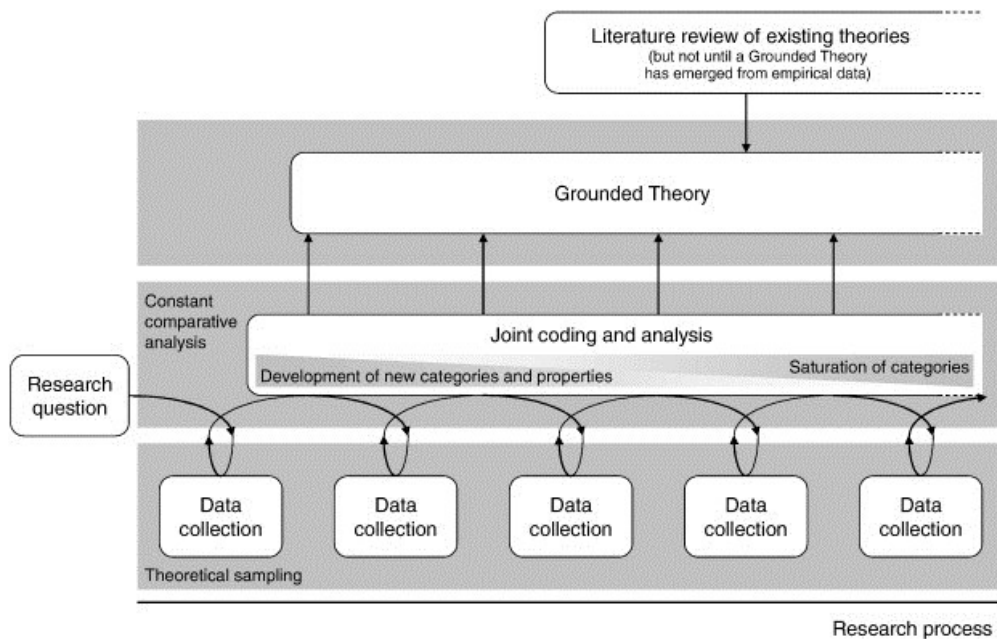 Literature review of existing theories
(but not until a Grounded Theory
has emerged from empirical data)
Grounded Theory
Constant
comparative
analysis
Joint coding and analysis
Development of new categories and properties
Saturation of categories
Research
question
Data
collection
Data
collection
Data
collection
Data
collection
Data
collection
Theoretical sampling
Research process